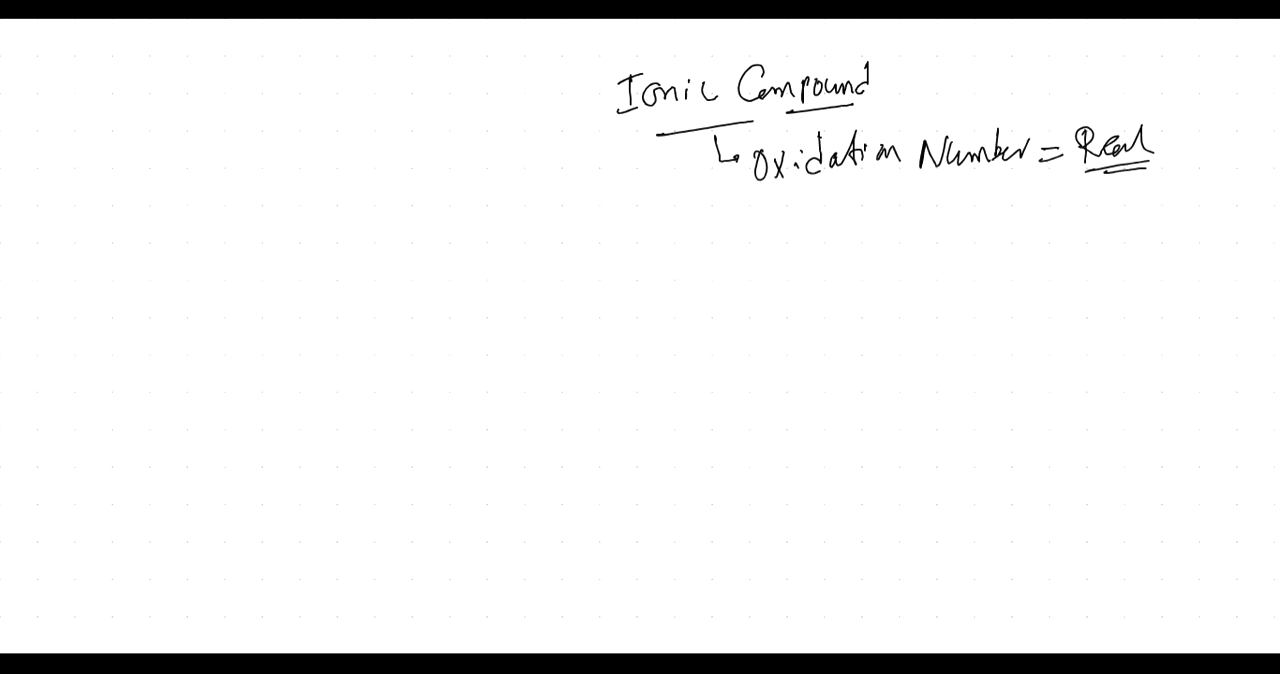 Ionic Compound
↳ Oxidation Number = Real